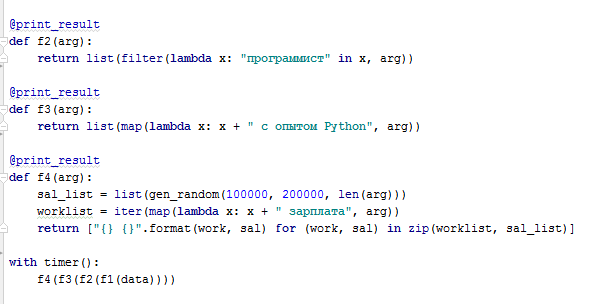 @print_result
def f2(arg):
    return list(filter(lambda x: "программист" in x, arg))
@print_result
def f3(arg):
    return list(map(lambda x: x + " с опытом Python", arg))
@print_result
def f4(arg):
    sal_list = list(gen_random(100000, 200000, len(arg)))
    worklist = iter(map(lambda x: x + " зарплата", arg))
    return ["{} {}".format(work, sal) for (work, sal) in zip(worklist, sal_list)]
with timer():
    f4(f3(f2(f1(data))))